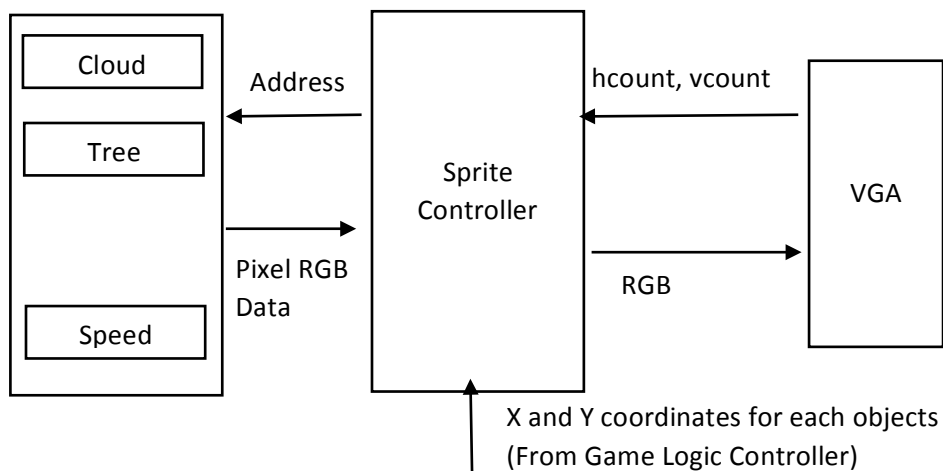 Cloud
Tree
Speed
Address
Pixel RGB
Data
Sprite
Controller
hcount, vcount
RGB
VGA
X and Y coordinates for each objects
(From Game Logic Controller)